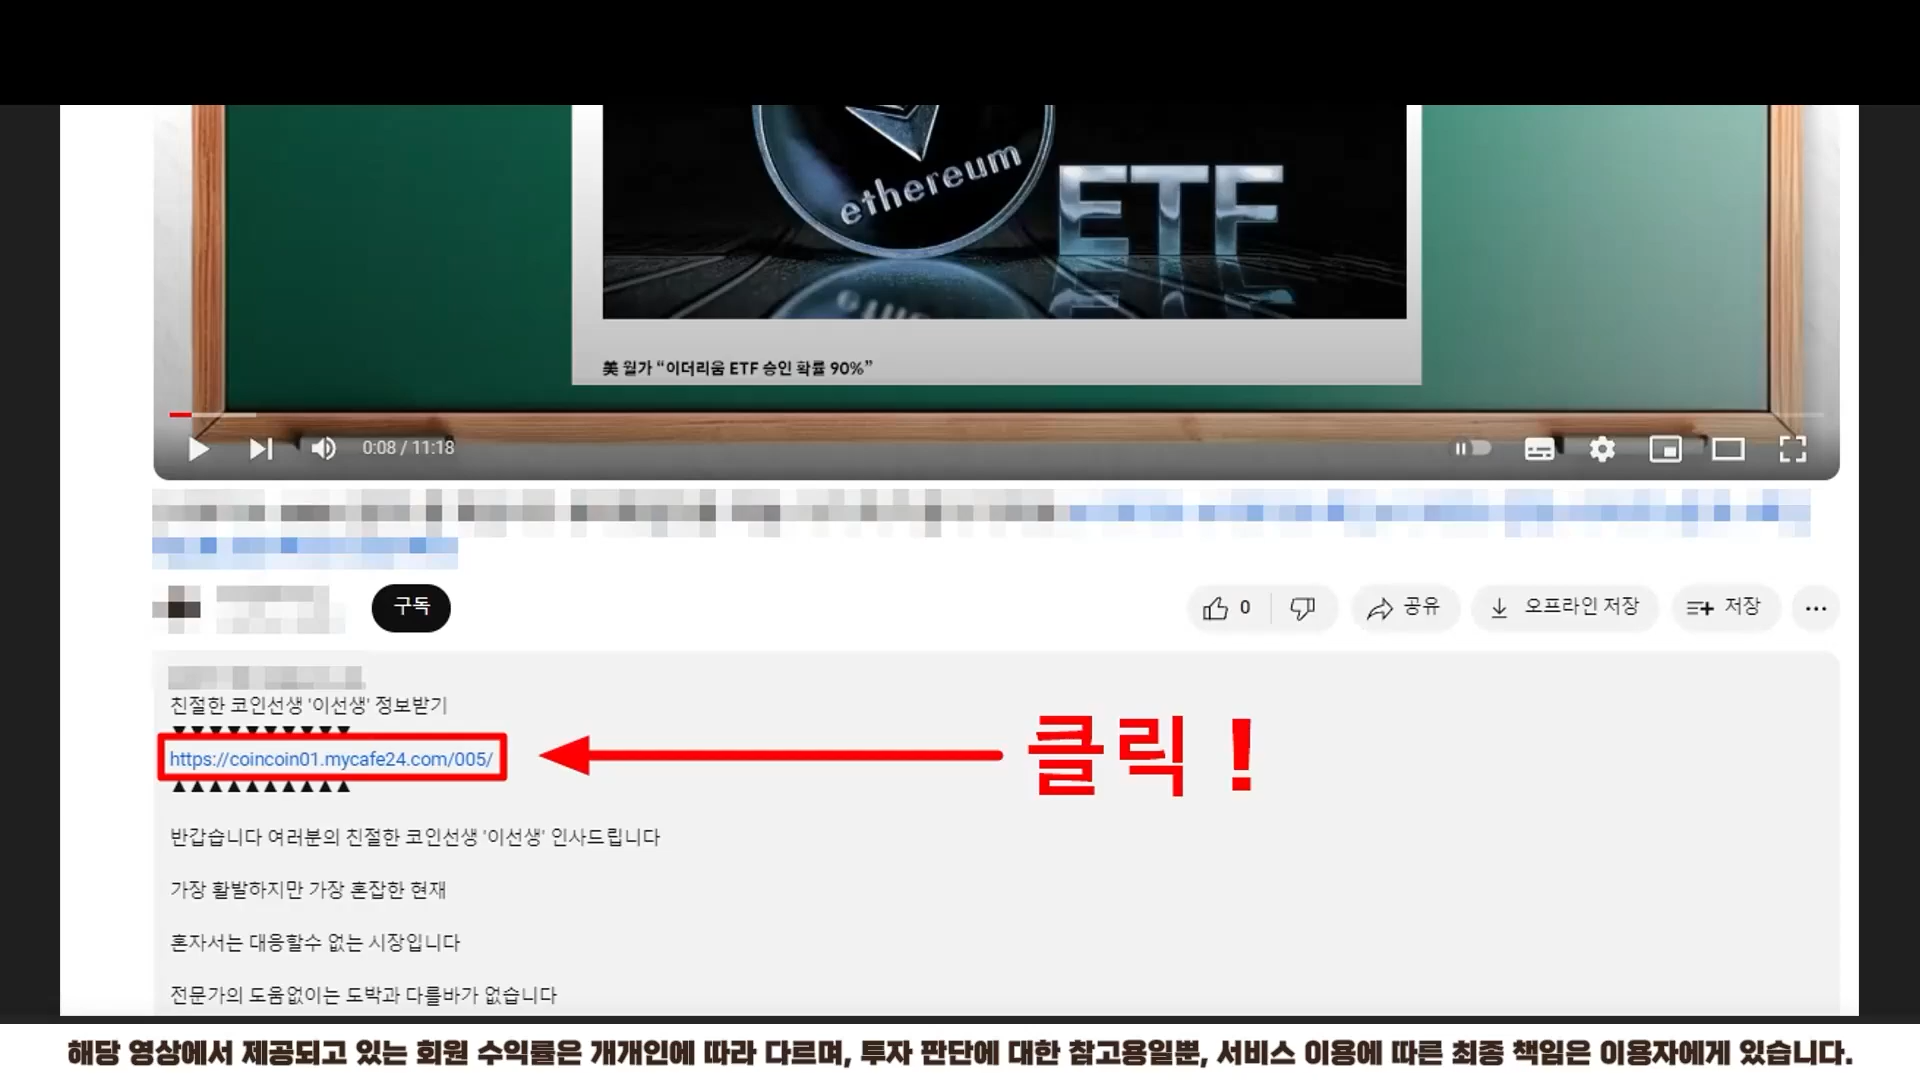 ethereum
ETF
美 월가 “이더리움 ETF 승인 확률 90%”
0:08 / 11:18
구독
0
공유
오프라인 저장
저장
친절한 코인선생 '이선생' 정보받기
▼▼▼▼▼▼▼▼▼▼
https://coincoin01.mycafe24.com/005/
클릭 !
▲▲▲▲▲▲▲▲▲▲
반갑습니다 여러분의 친절한 코인선생 '이선생' 인사드립니다
가장 활발하지만 가장 혼잡한 현재
혼자서는 대응할수 없는 시장입니다
전문가의 도움없이는 도박과 다를바가 없습니다
해당 영상에서 제공되고 있는 회원 수익률은 개개인에 따라 다르며, 투자 판단에 대한 참고용일뿐, 서비스 이용에 따른 최종 책임은 이용자에게 있습니다.